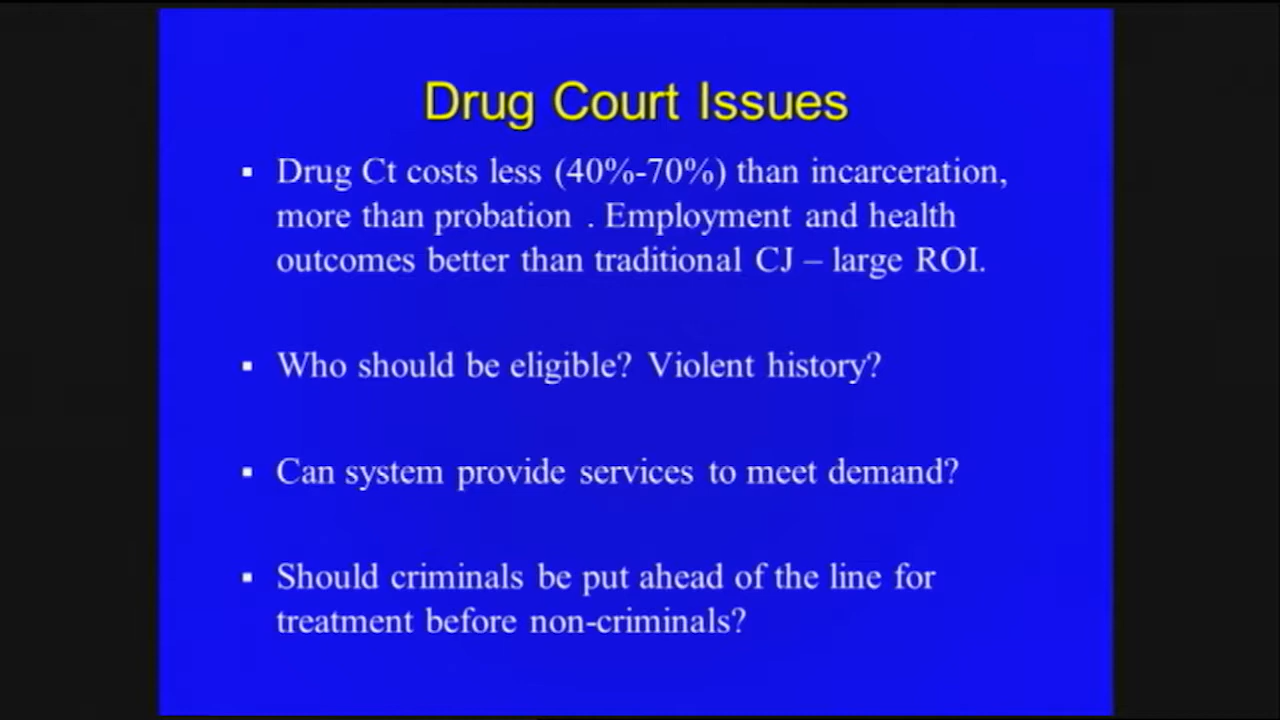 Drug Court Issues
▪ Drug Ct costs less (40%-70%) than incarceration,
more than probation . Employment and health
outcomes better than traditional CJ – large ROI.
▪ Who should be eligible? Violent history?
▪ Can system provide services to meet demand?
▪ Should criminals be put ahead of the line for
treatment before non-criminals?